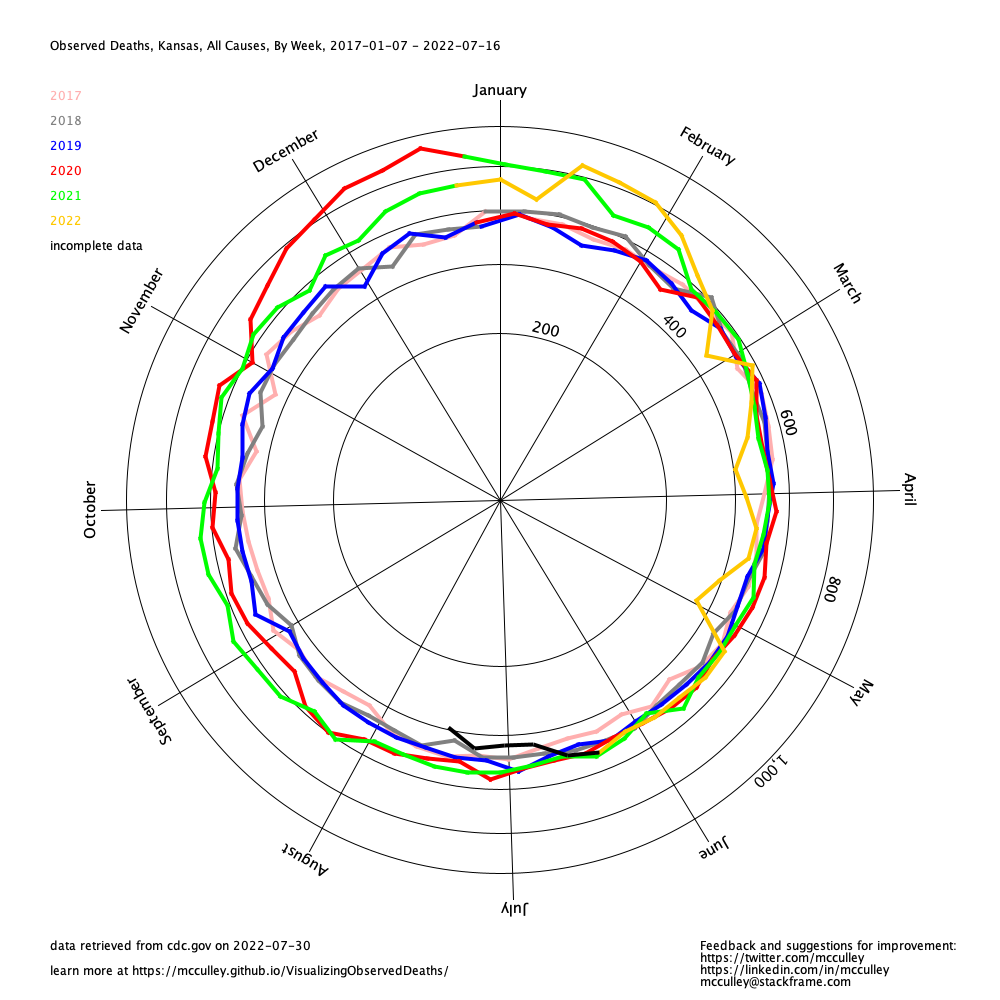 Observed Deaths, Kansas, All Causes, By Week, 2017-01-07 - 2022-07-16
January
2017
2018
2019
2020
2021
2022
incomplete data
December
February
November
March
200
400
600
October
April
800
September
May
1,000
August
June
July
data retrieved from cdc.gov on 2022-07-30
learn more at https://mcculley.github.io/VisualizingObservedDeaths/
Feedback and suggestions for improvement:
https://twitter.com/mcculley
https://linkedin.com/in/mcculley
mcculley@stackframe.com